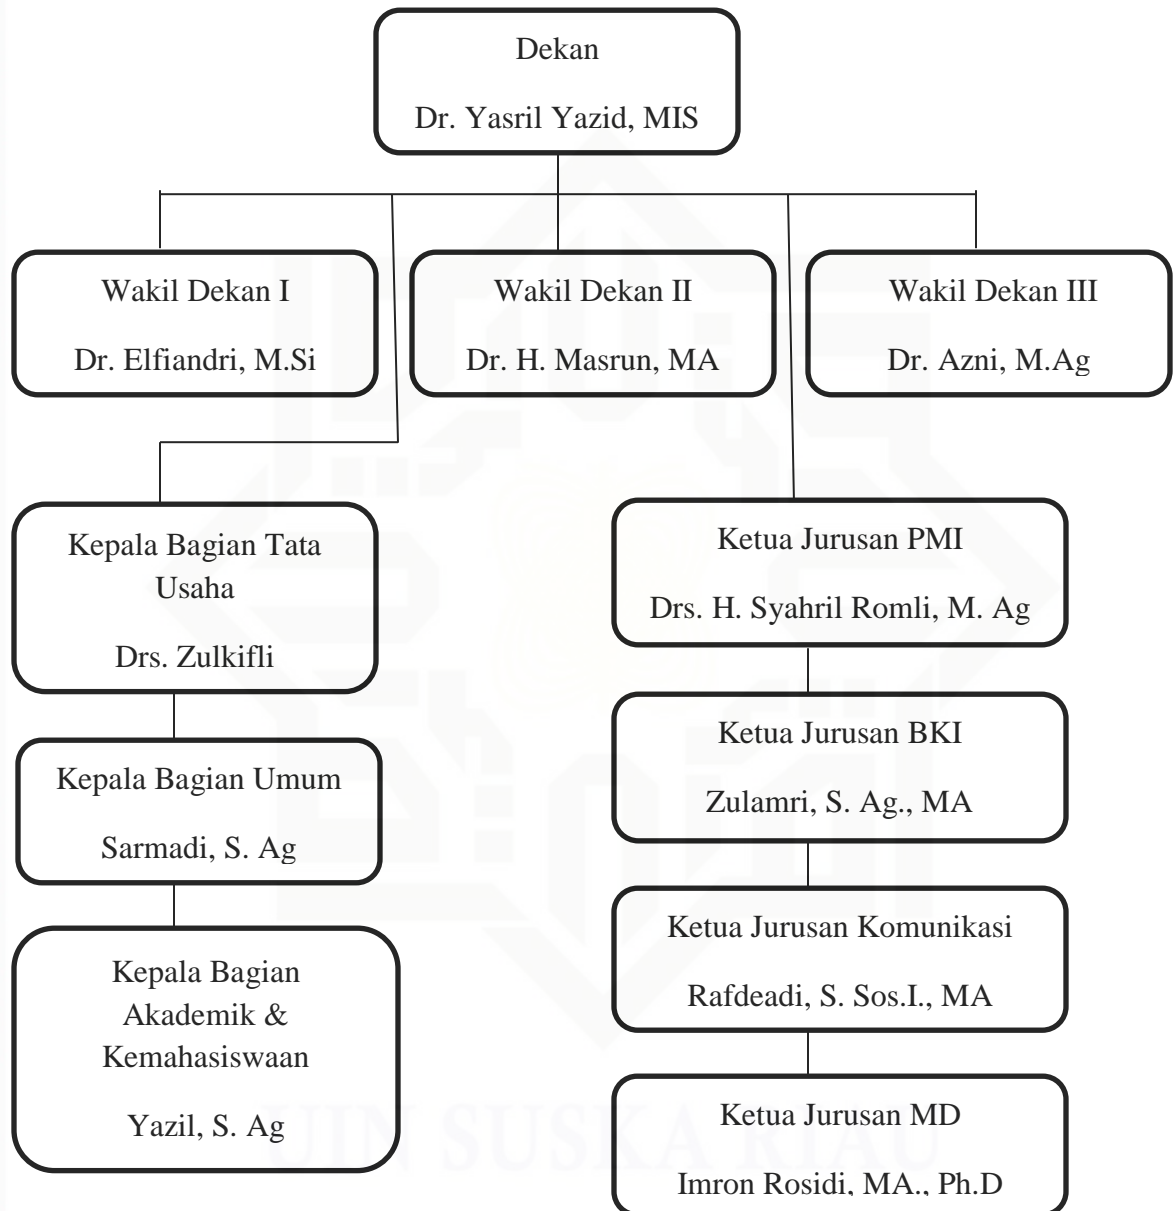 Dekan
Dr. Yasril Yazid, MIS
Wakil Dekan I
Dr. Elfiandri, M.Si
Wakil Dekan II
Dr. H. Masrun, MA
Wakil Dekan III
Dr. Azni, M.Ag
Kepala Bagian Tata
Usaha
Drs. Zulkifli
Kepala Bagian Umum
Sarmadi, S. Ag
Kepala Bagian
Akademik &
Kemahasiswaan
Yazil, S. Ag
Ketua Jurusan PMI
Drs. H. Syahril Romli, M. Ag
Ketua Jurusan BKI
Zulamri, S. Ag., MA
Ketua Jurusan Komunikasi
Rafdeadi, S. Sos.I., MA
Ketua Jurusan MD
Imron Rosidi, MA., Ph.D
UIN SUSKA RIAU